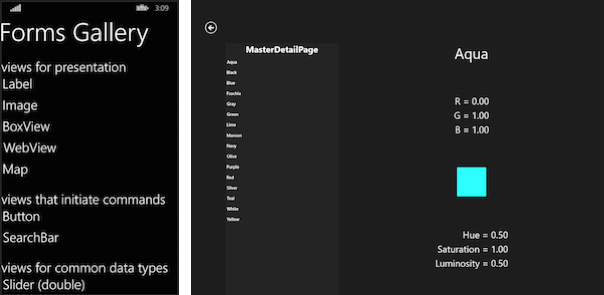 3:09
Forms Gallery
views for presentation
Label
Image
BoxView
WebView
Map
views that initiate commands
Button
SearchBar
views for common data types
Slider (double)
MasterDetailPage
Aqua
Black
Blue
Fuschia
Gray
Green
Lime
Maroon
Navy
Olive
Purple
Red
Silver
Teal
White
Yellow
Aqua
R = 0.00
G = 1.00
B = 1.00
Hue = 0.50
Saturation = 1.00
Luminosity = 0.50